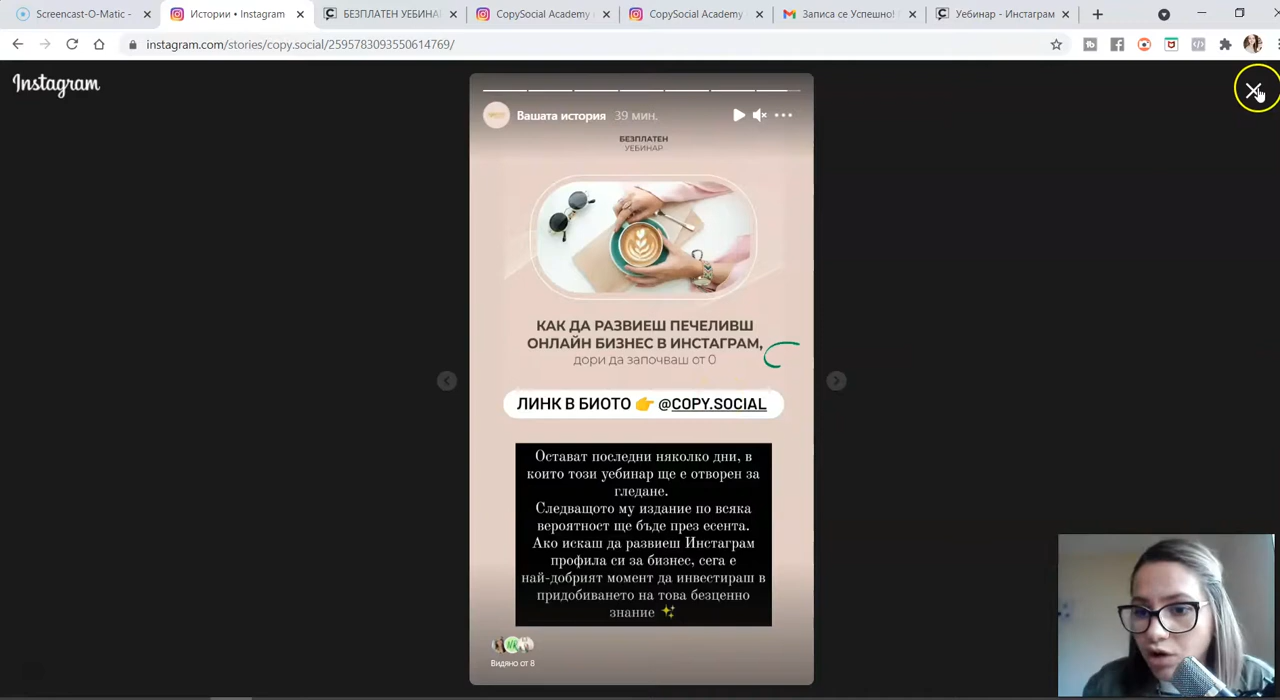 Screencast-O-Matic -
Истории • Instagram
БЕЗПЛАТЕН УЕБИНА
CopySocial Academy
CopySocial Academy
Записа се Успешно!
Уебинар - Инстаграм
instagram.com/stories/copy.social/2595783093550614769/
Instagram
Вашата история 39 мин.
БЕЗПЛАТЕН
УЕБИНАР
КАК ДА РАЗВИЕШ ПЕЧЕЛИВШ
ОНЛАЙН БИЗНЕС В ИНСТАГРАМ,
дори да започваш от 0
ЛИНК В БИОТО 👉 @COPY.SOCIAL
Остават последни няколко дни, в
които този уебинар ще е отворен за
гледане.
Следващото му издание по всяка
вероятност ще бъде през есента.
Ако искаш да развиеш Инстаграм
профила си за бизнес, сега е
най-добрият момент да инвестираш в
придобиването на това безценно
знание ✨
NR
Видяно от 8